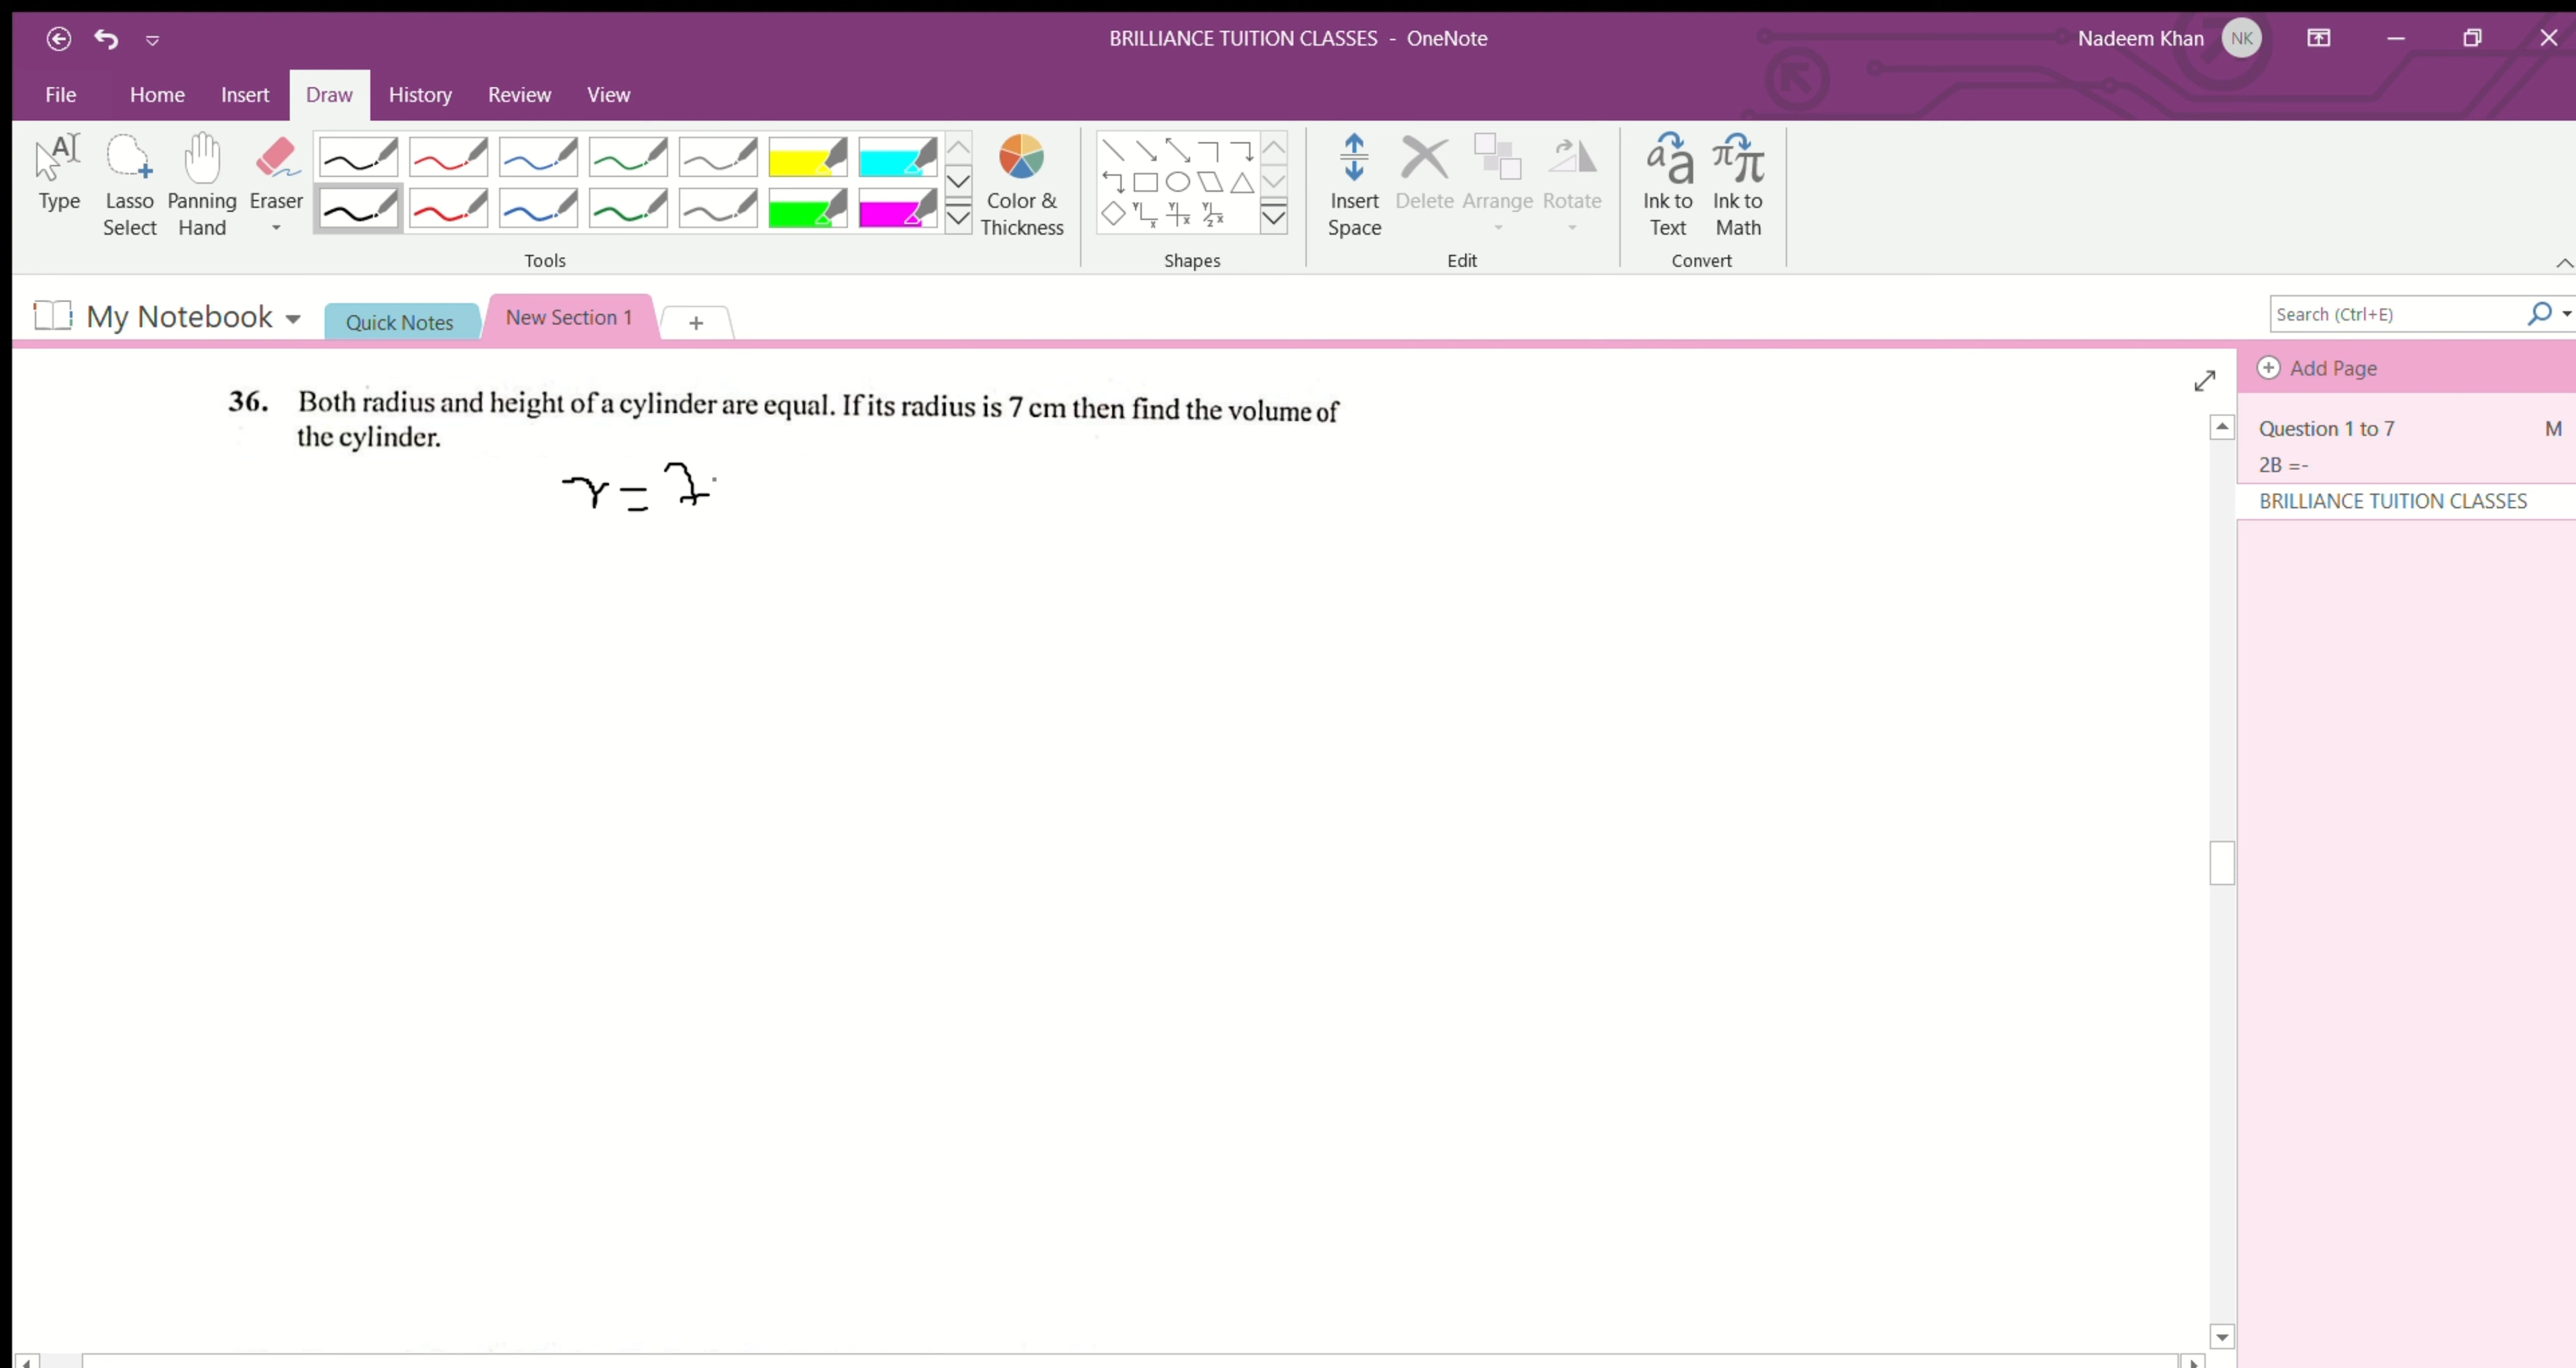 BRILLIANCE TUITION CLASSES - OneNote
Nadeem Khan NK
File Home Insert Draw History Review View
Type
Lasso Select
Panning Hand
Eraser
Color & Thickness
Tools
Shapes
Insert Space
Delete Arrange Rotate
Edit
Ink to Text
Ink to Math
Convert
My Notebook Quick Notes New Section 1 +
Search (Ctrl+E)
Add Page
Question 1 to 7 M
2B =-
BRILLIANCE TUITION CLASSES
36. Both radius and height of a cylinder are equal. If its radius is 7 cm then find the volume of
the cylinder.
r = 7